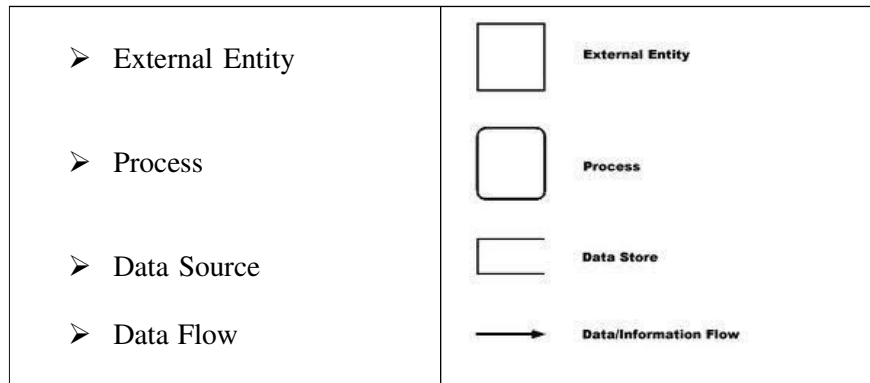 ➢ External Entity
External Entity
➢ Process
Process
➢ Data Source
Data Store
➢ Data Flow
Data/Information Flow